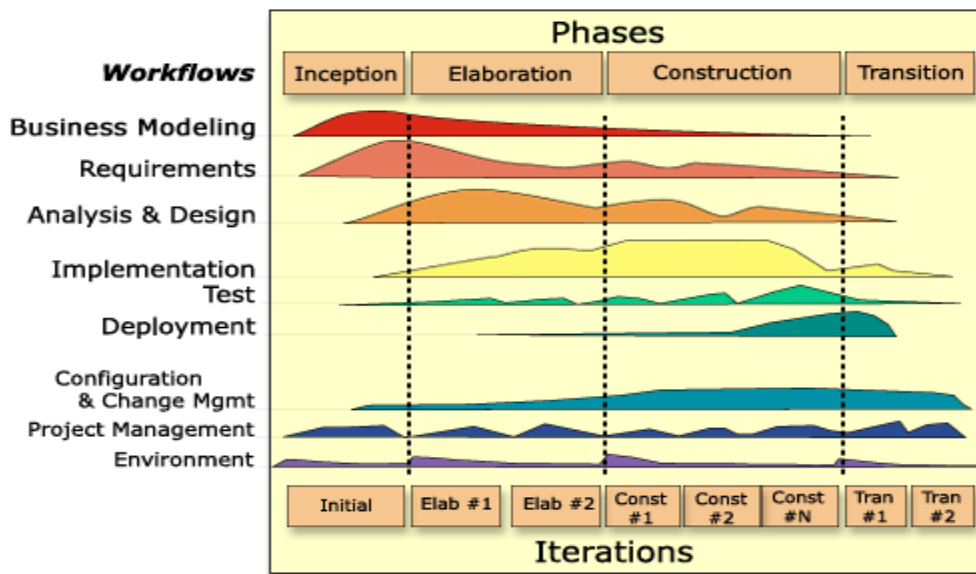 Phases
Workflows
Inception
Elaboration
Construction
Transition
Business Modeling
Requirements
Analysis & Design
Implementation
Test
Deployment
Configuration
& Change Mgmt
Project Management
Environment
Initial
Elab #1
Elab #2
Const
#1
Const
#2
Const
#N
Tran
#1
Tran
#2
Iterations